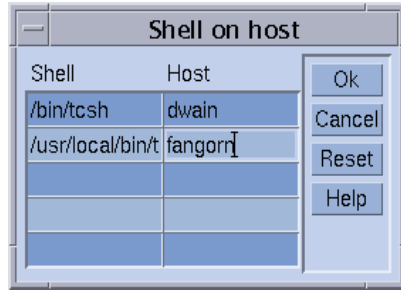 Shell on host
Shell Host Ok
/bin/tcsh dwain Cancel
/usr/local/bin/t fangorn Reset
Help